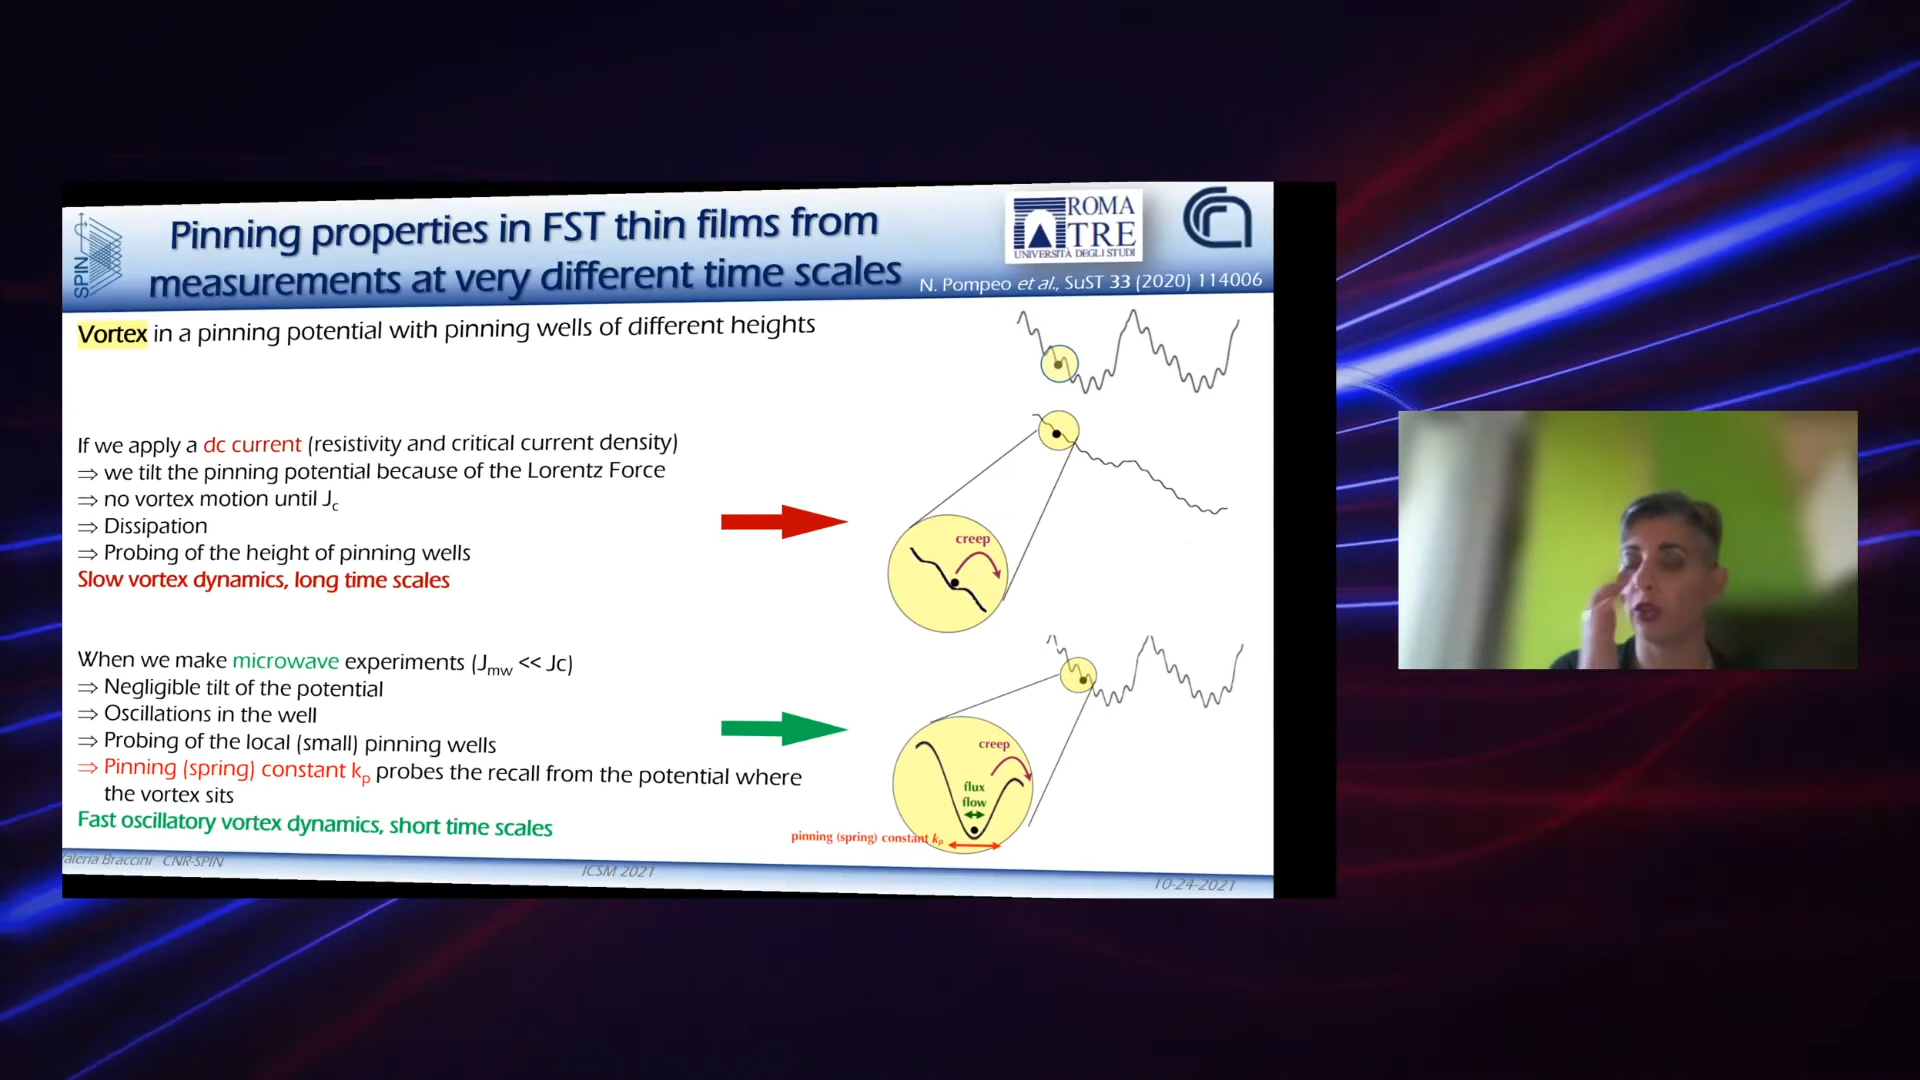 Pinning properties in FST thin films from
measurements at very different time scales
SPIN
ROMA
TRE
UNIVERSITÀ DEGLI STUDI
N. Pompeo et al., SuST 33 (2020) 114006
Vortex in a pinning potential with pinning wells of different heights
If we apply a dc current (resistivity and critical current density)
⇒ we tilt the pinning potential because of the Lorentz Force
⇒ no vortex motion until Jc
⇒ Dissipation
⇒ Probing of the height of pinning wells
Slow vortex dynamics, long time scales
creep
When we make microwave experiments (Jmw << Jc)
⇒ Negligible tilt of the potential
⇒ Oscillations in the well
⇒ Probing of the local (small) pinning wells
⇒ Pinning (spring) constant kp probes the recall from the potential where
the vortex sits
Fast oscillatory vortex dynamics, short time scales
creep
flux
flow
pinning (spring) constant kp
aleria Braccini CNR-SPIN
ICSM 2021
10-24-2021